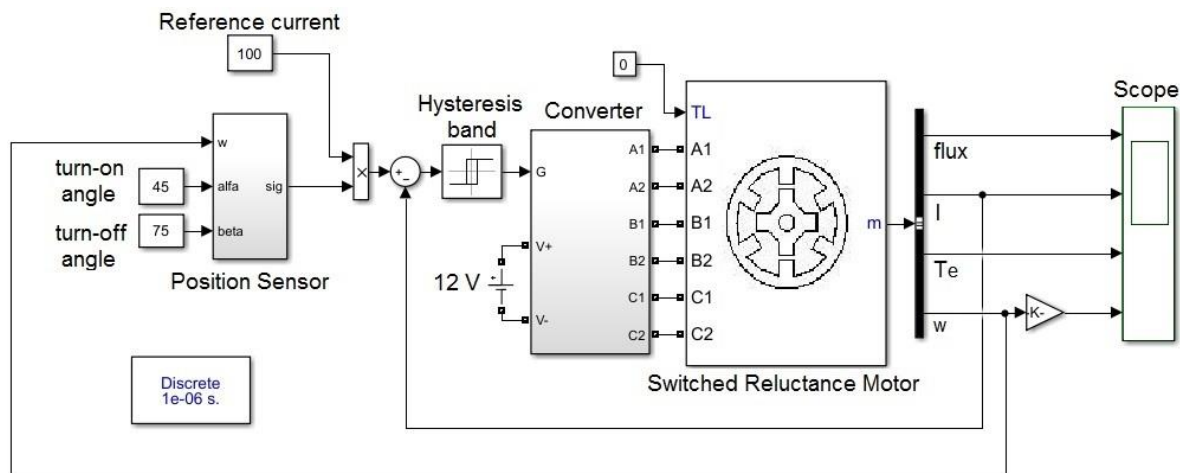 Reference current
100
w
turn-on
angle
45
alfa
sig
turn-off
angle
75
beta
Position Sensor
×
+
-
Hysteresis
band
Converter
G
V+
V-
12 V
+
A1
A2
B1
B2
C1
C2
0
TL
A1
A2
B1
B2
C1
C2
m
Switched Reluctance Motor
flux
I
Te
w
-K-
Scope
Discrete
1e-06 s.